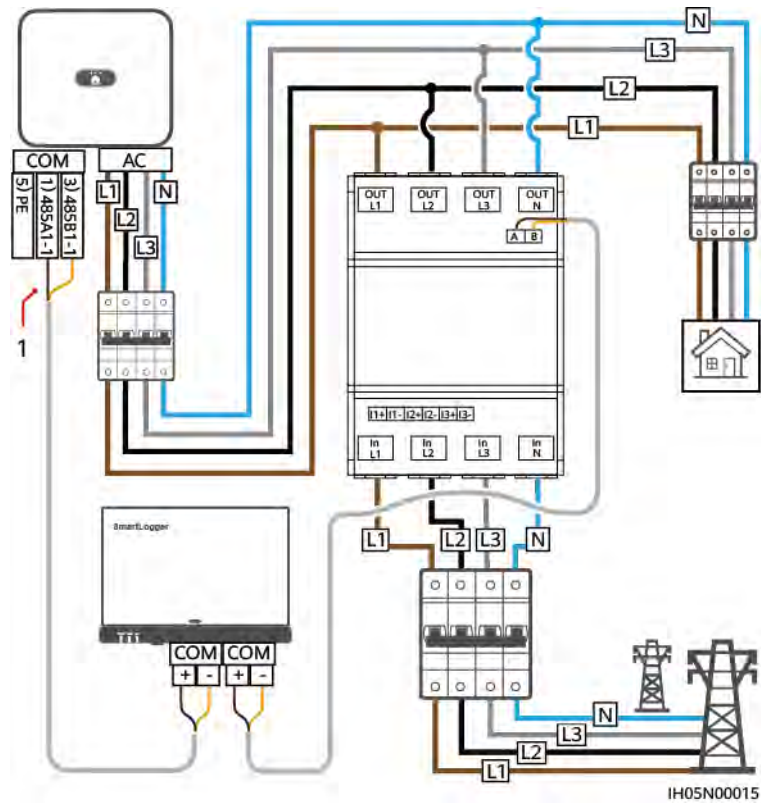 N
L3
L2
L1
COM
AC
5) PE
1) 485A1-1
3) 485B1-1
L1
L2
L3
N
1
OUT L1
OUT L2
OUT L3
OUT N
A B
I1+ I1- I2+ I2- I3+ I3-
In L1
In L2
In L3
In N
L1
L2
L3
N
SmartLogger
COM COM
+ - + -
N
L3
L2
L1
IH05N00015